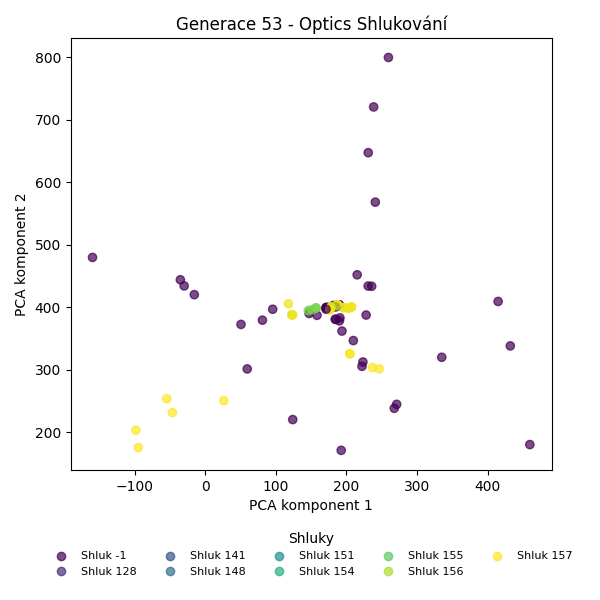 Generace 53 - Optics Shlukování
800
700
600
500
400
300
200
PCA komponent 2
−100 0 100 200 300 400
PCA komponent 1
Shluky
Shluk -1 Shluk 141 Shluk 151 Shluk 155 Shluk 157
Shluk 128 Shluk 148 Shluk 154 Shluk 156